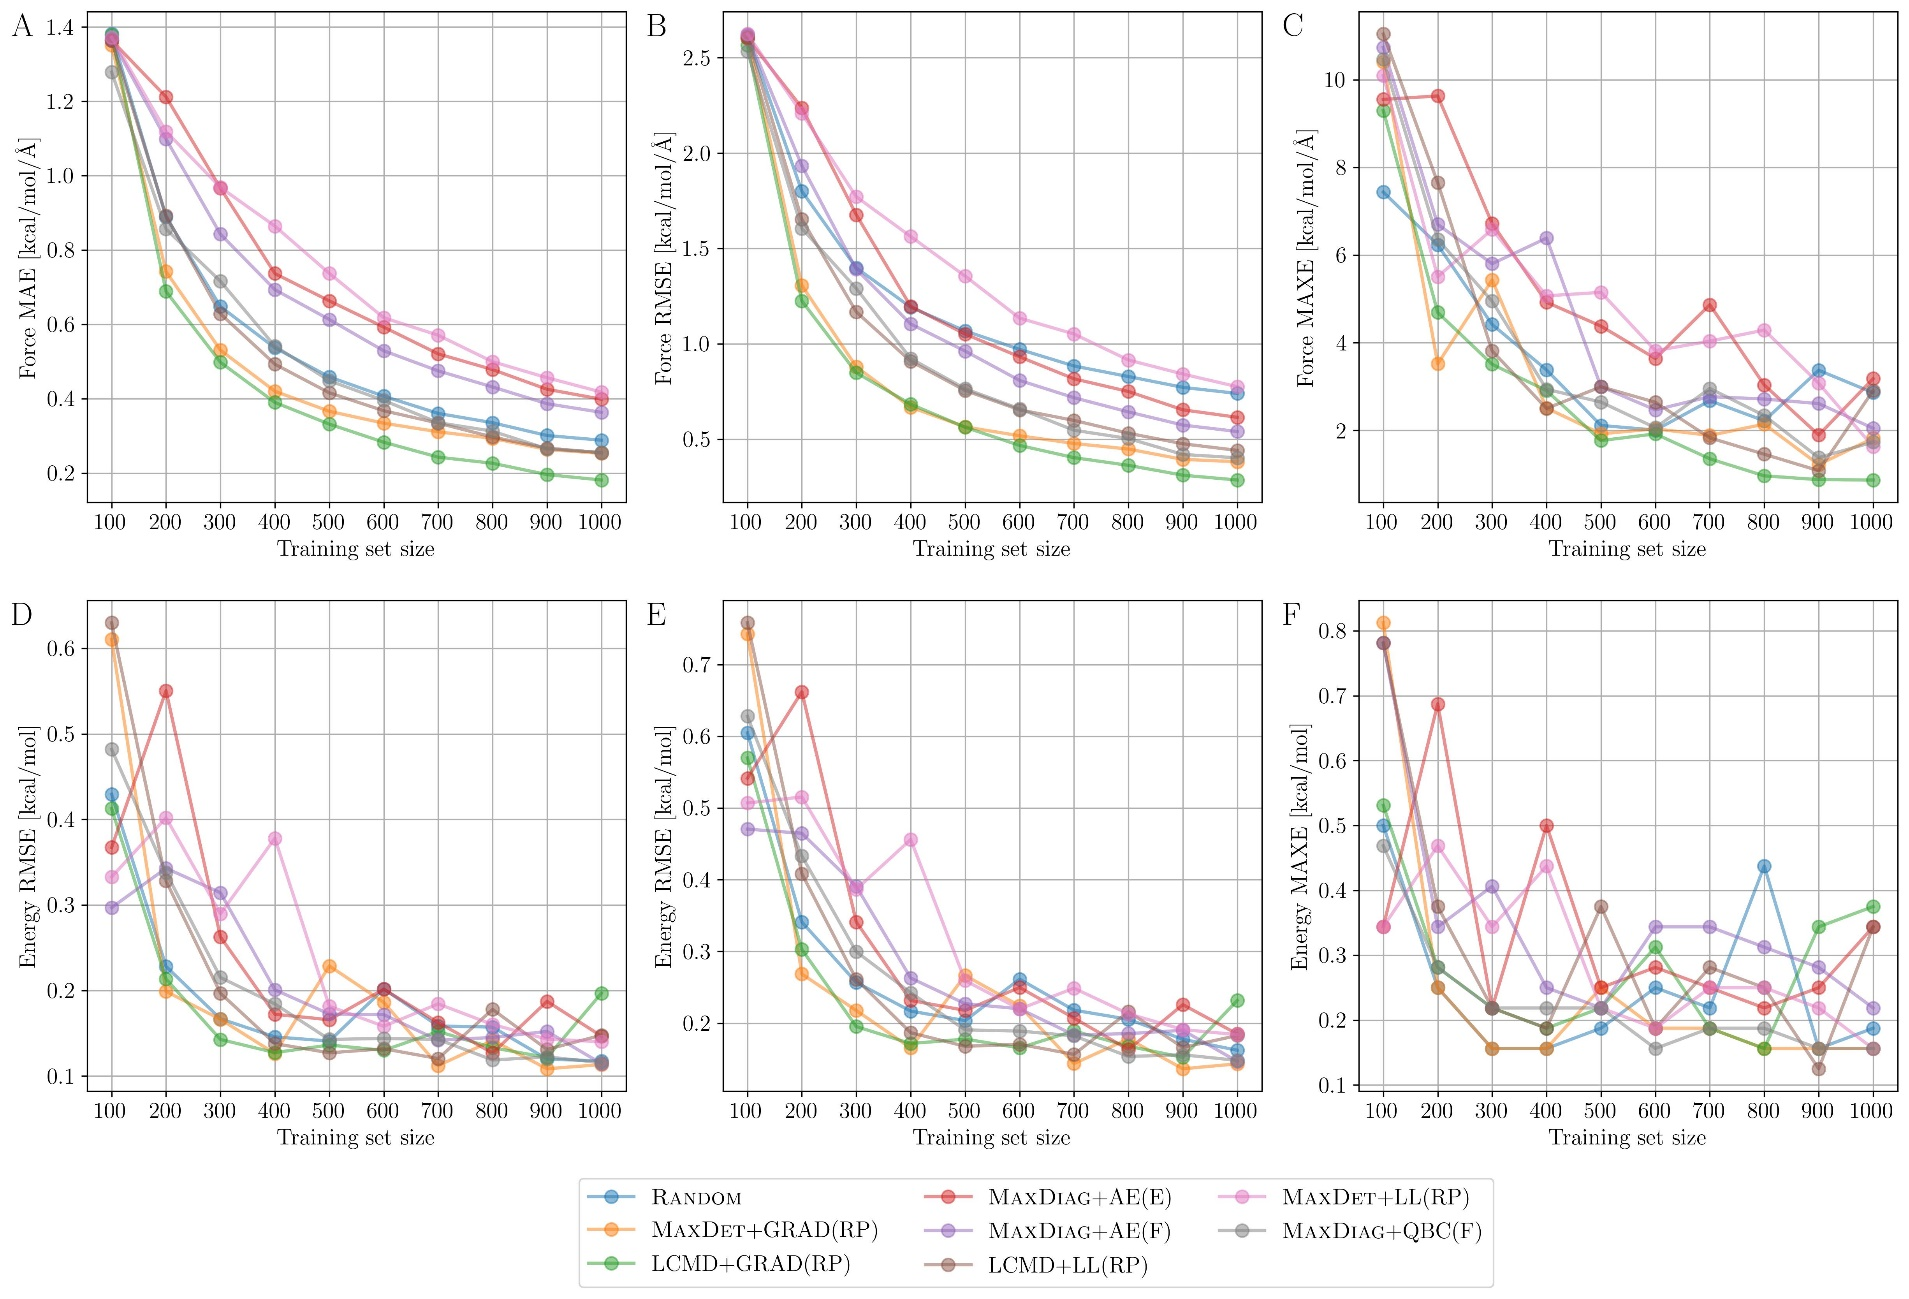 A
Force MAE [kcal/mol/Å]
1.4
1.2
1.0
0.8
0.6
0.4
0.2
100 200 300 400 500 600 700 800 900 1000
Training set size
B
Force RMSE [kcal/mol/Å]
2.5
2.0
1.5
1.0
0.5
100 200 300 400 500 600 700 800 900 1000
Training set size
C
Force MAXE [kcal/mol/Å]
10
8
6
4
2
100 200 300 400 500 600 700 800 900 1000
Training set size
D
Energy RMSE [kcal/mol]
0.6
0.5
0.4
0.3
0.2
0.1
100 200 300 400 500 600 700 800 900 1000
Training set size
E
Energy RMSE [kcal/mol]
0.7
0.6
0.5
0.4
0.3
0.2
100 200 300 400 500 600 700 800 900 1000
Training set size
F
Energy MAXE [kcal/mol]
0.8
0.7
0.6
0.5
0.4
0.3
0.2
0.1
100 200 300 400 500 600 700 800 900 1000
Training set size
RANDOM
MAXDET+GRAD(RP)
LCMD+GRAD(RP)
MAXDIAG+AE(E)
MAXDIAG+AE(F)
LCMD+LL(RP)
MAXDET+LL(RP)
MAXDIAG+QBC(F)